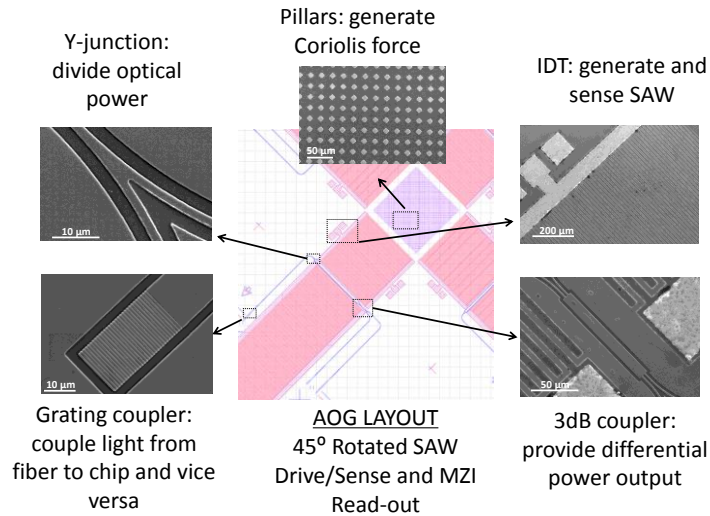 Pillars: generate
Coriolis force
Y-junction:
divide optical
power
IDT: generate and
sense SAW
50 µm
10 µm
200 µm
10 µm
50 µm
Grating coupler:
couple light from
fiber to chip and vice
versa
AOG LAYOUT
45⁰ Rotated SAW
Drive/Sense and MZI
Read-out
3dB coupler:
provide differential
power output